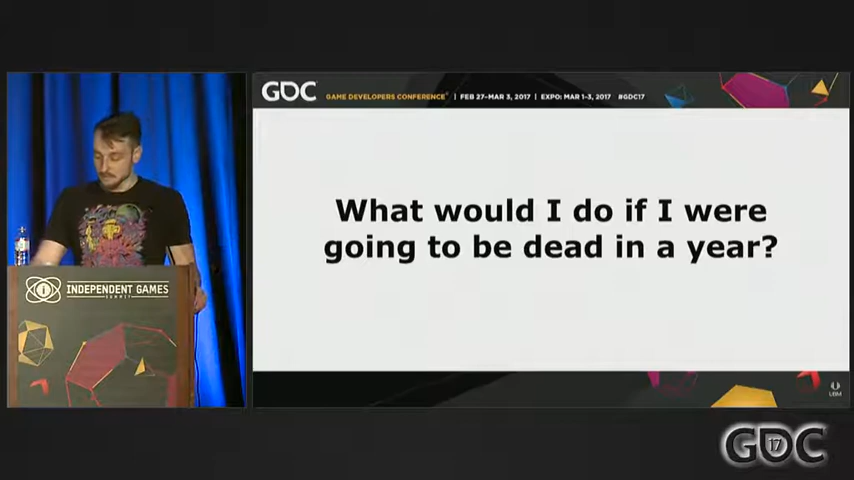 GDC
GAME DEVELOPERS CONFERENCE® | FEB 27–MAR 3, 2017 | EXPO: MAR 1–3, 2017 #GDC17
What would I do if I were
going to be dead in a year?
INDEPENDENT GAMES
SUMMIT
UBM
GDC
17